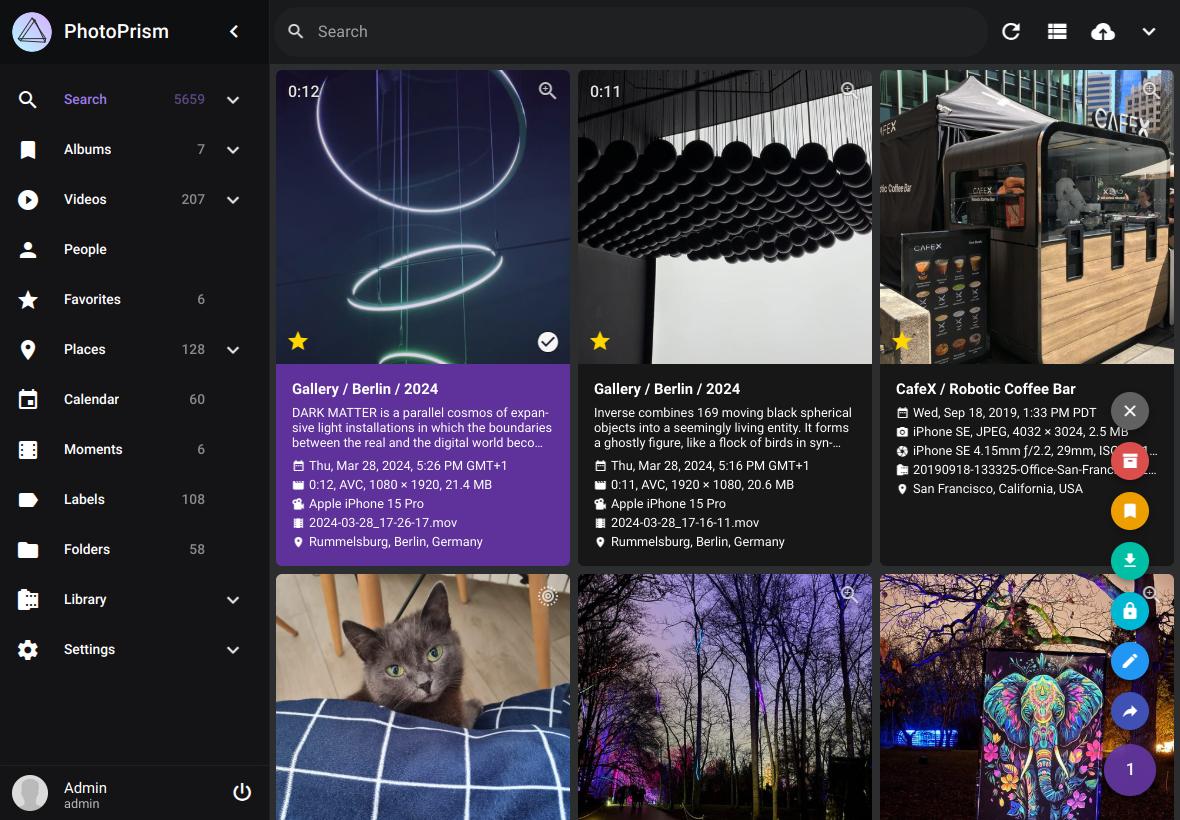 PhotoPrism
Search
Search 5659
Albums 7
Videos 207
People
Favorites 6
Places 128
Calendar 60
Moments 6
Labels 108
Folders 58
Library
Settings
Admin
admin
0:12
Gallery / Berlin / 2024
DARK MATTER is a parallel cosmos of expan-
sive light installations in which the boundaries
between the real and the digital world beco...
Thu, Mar 28, 2024, 5:26 PM GMT+1
0:12, AVC, 1080 × 1920, 21.4 MB
Apple iPhone 15 Pro
2024-03-28_17-26-17.mov
Rummelsburg, Berlin, Germany
0:11
Gallery / Berlin / 2024
Inverse combines 169 moving black spherical
objects into a seemingly living entity. It forms
a ghostly figure, like a flock of birds in syn-...
Thu, Mar 28, 2024, 5:16 PM GMT+1
0:11, AVC, 1920 × 1080, 20.6 MB
Apple iPhone 15 Pro
2024-03-28_17-16-11.mov
Rummelsburg, Berlin, Germany
CAFEX
CAFEX
Robotic Coffee Bar
CAFEX
CafeX / Robotic Coffee Bar
Wed, Sep 18, 2019, 1:33 PM PDT
iPhone SE, JPEG, 4032 × 3024, 2.5 MB
iPhone SE 4.15mm ƒ/2.2, 29mm,
20190918-133325-Office-San-Franc
San Francisco, California, USA
1